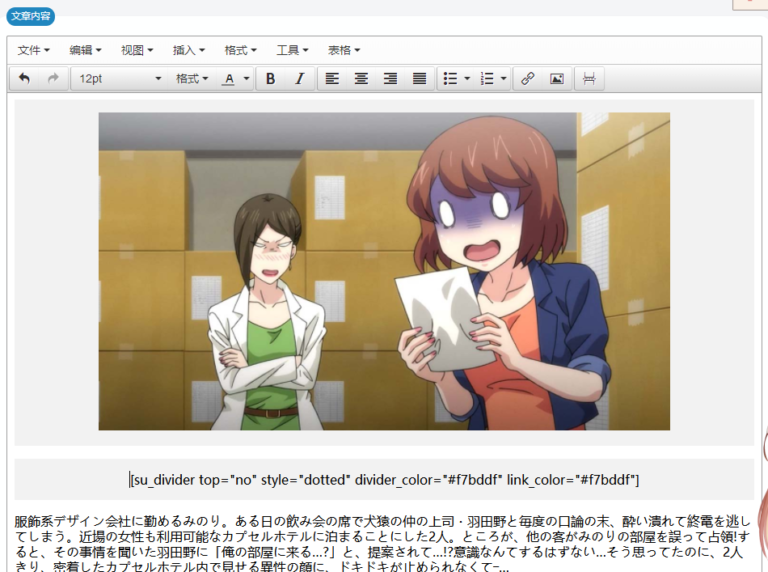 文章内容
文件 编辑 视图 插入 格式 工具 表格
12pt 格式 A B I
[su_divider top="no" style="dotted" divider_color="#f7bddf" link_color="#f7bddf"]
服飾系デザイン会社に勤めるみのり。ある日の飲み会の席で犬猿の仲の上司・羽田野と毎度の口論の末、酔い潰れて終電を逃し
てしまう。近場の女性も利用可能なカプセルホテルに泊まることにした2人。ところが、他の客がみのりの部屋を誤って占領!す
ると、その事情を聞いた羽田野に「俺の部屋に来る...?」と、提案されて...!?意識なんてするはずない...そう思ってたのに、2人
きり、密着したカプセルホテル内で見せる異性の顔に、ドキドキが止められなくてｰ...